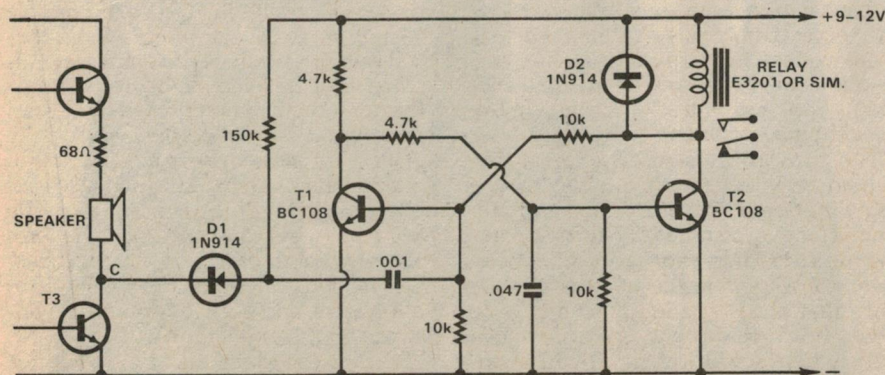 +9–12V
D2
1N914
RELAY
E3201 OR SIM.
4.7k
4.7k
10k
150k
68Ω
T1
BC108
T2
BC108
SPEAKER
D1
1N914
C
.001
T3
.047
10k
10k
–